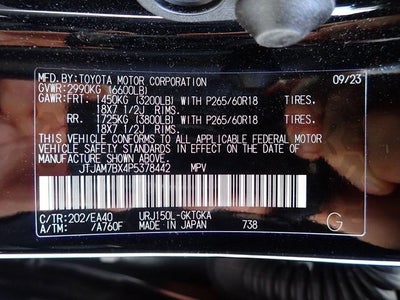 MFD.BY:TOYOTA MOTOR CORPORATION 09/23
GVWR:2990KG (6600LB)
GAWR:FRT. 1450KG (3200LB) WITH P265/60R18 TIRES.
18X7 1/2J RIMS.
RR. 1725KG (3800LB) WITH P265/60R18 TIRES.
18X7 1/2J RIMS.
THIS VEHICLE CONFORMS TO ALL APPLICABLE FEDERAL MOTOR
VEHICLE SAFETY STANDARDS IN EFFECT ON THE DATE OF
MANUFACTURE SHOWN ABOVE.
JTJAM7BX4P5378442 MPV
C/TR:202/EA40 URJ150L-GKTGKA
A/TM: /A760F MADE IN JAPAN 738 G